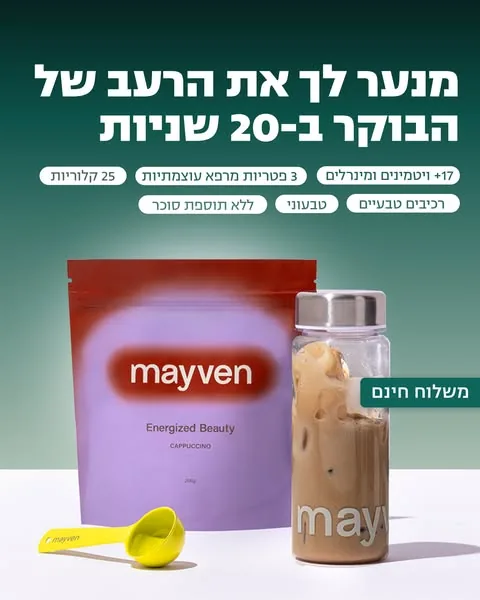 מנער לך את הרעב של
הבוקר ב-20 שניות
17+ ויטמינים ומינרלים
3 פטריות מרפא עוצמתיות
25 קלוריות
רכיבים טבעיים
טבעוני
ללא תוספת סוכר
mayven
Energized Beauty
CAPPUCCINO
משלוח חינם
mayv
mayven